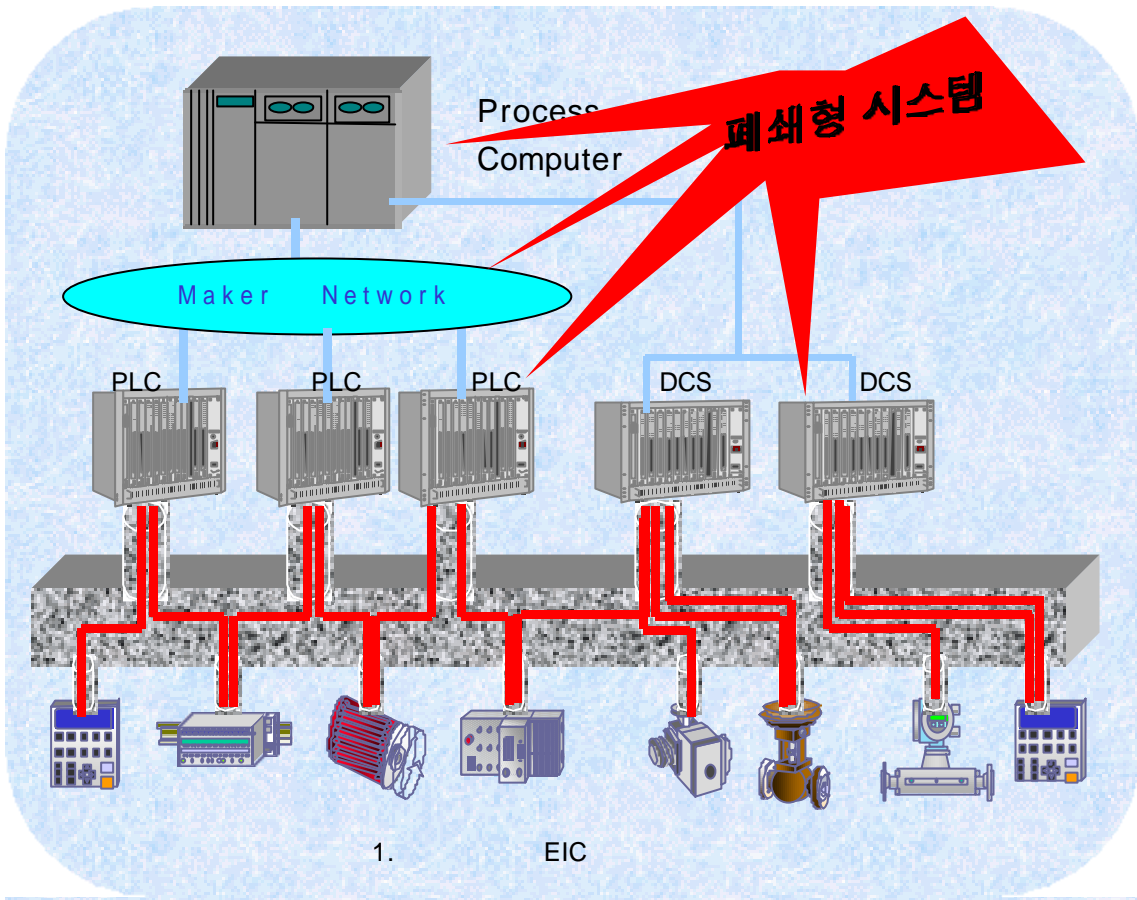 Process
Computer
폐쇄형 시스템
Maker Network
PLC
PLC
PLC
DCS
DCS
1. EIC